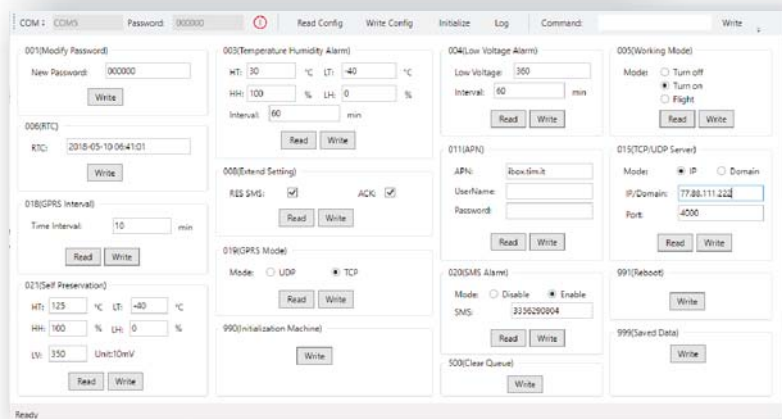 COM: COM5 Password: 000000 Read Config Write Config Initialize Log Command: Write
001(Modify Password)
New Password: 000000
Write
006(RTC)
RTC: 2018-05-10 06:41:01
Write
018(GPRS Interval)
Time Interval: 10 min
Read Write
021(Self Preservation)
HT: 125 °C LT: -40 °C
HH: 100 % LH: 0 %
LV: 350 Unit:10mV
Read Write
003(Temperature Humidity Alarm)
HT: 30 °C LT: -40 °C
HH: 100 % LH: 0 %
Interval: 60 min
Read Write
008(Extend Setting)
RES SMS: ACK:
Read Write
019(GPRS Mode)
Mode: UDP TCP
Read Write
990(Initialization Machine)
Write
004(Low Voltage Alarm)
Low Voltage: 360
Interval: 60 min
Read Write
011(APN)
APN: ibox.tim.it
UserName:
Password:
Read Write
020(SMS Alarm)
Mode: Disable Enable
SMS: 3356290804
Read Write
500(Clear Queue)
Write
005(Working Mode)
Mode: Turn off
Turn on
Flight
Read Write
015(TCP/UDP Server)
Mode: IP Domain
IP/Domain: 77.88.111.222
Port: 4000
Read Write
991(Reboot)
Write
999(Saved Data)
Write
Ready